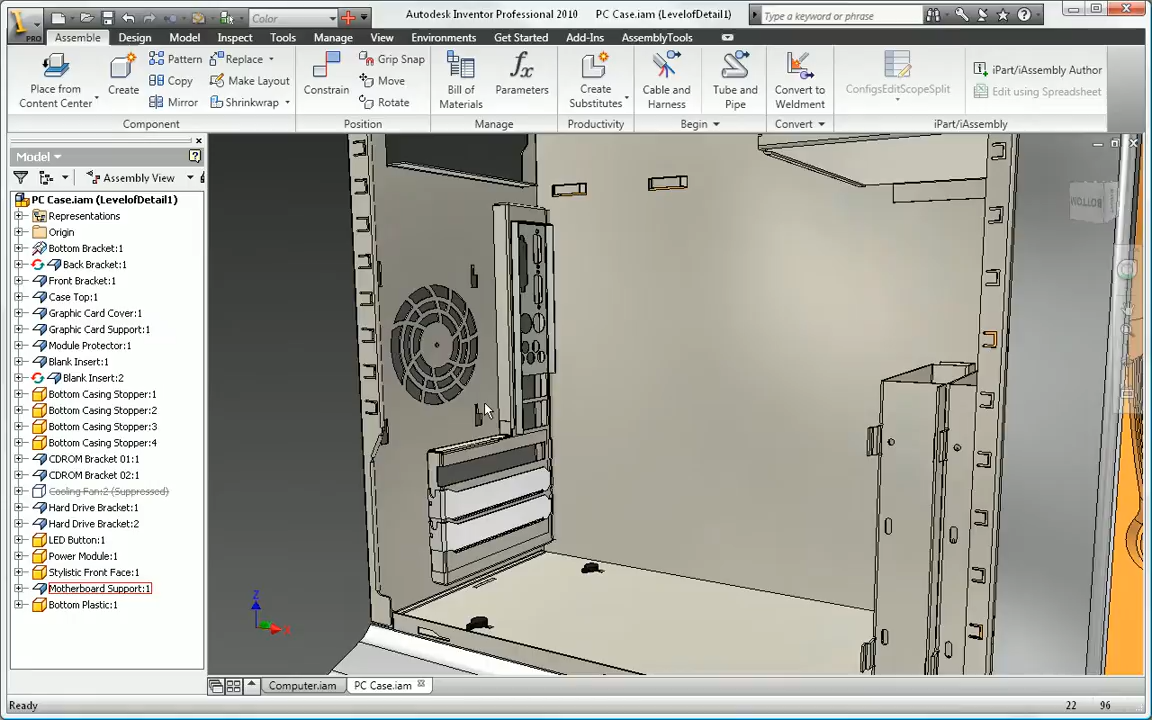 Color
Autodesk Inventor Professional 2010 PC Case.iam (LevelofDetail1)
Type a keyword or phrase
PRO
Assemble Design Model Inspect Tools Manage View Environments Get Started Add-Ins AssemblyTools
Place from Content Center
Create
Pattern
Copy
Mirror
Replace
Make Layout
Shrinkwrap
Constrain
Grip Snap
Move
Rotate
Bill of Materials
Parameters
Create Substitutes
Cable and Harness
Tube and Pipe
Convert to Weldment
ConfigsEditScopeSplit
iPart/iAssembly Author
Edit using Spreadsheet
Component Position Manage Productivity Begin Convert iPart/iAssembly
Model
Assembly View
PC Case.iam (LevelofDetail1)
Representations
Origin
Bottom Bracket:1
Back Bracket:1
Front Bracket:1
Case Top:1
Graphic Card Cover:1
Graphic Card Support:1
Module Protector:1
Blank Insert:1
Blank Insert:2
Bottom Casing Stopper:1
Bottom Casing Stopper:2
Bottom Casing Stopper:3
Bottom Casing Stopper:4
CDROM Bracket 01:1
CDROM Bracket 02:1
Cooling Fan:2 (Suppressed)
Hard Drive Bracket:1
Hard Drive Bracket:2
LED Button:1
Power Module:1
Stylistic Front Face:1
Motherboard Support:1
Bottom Plastic:1
BOTTOM
Z
X
Computer.iam PC Case.iam
Ready 22 96